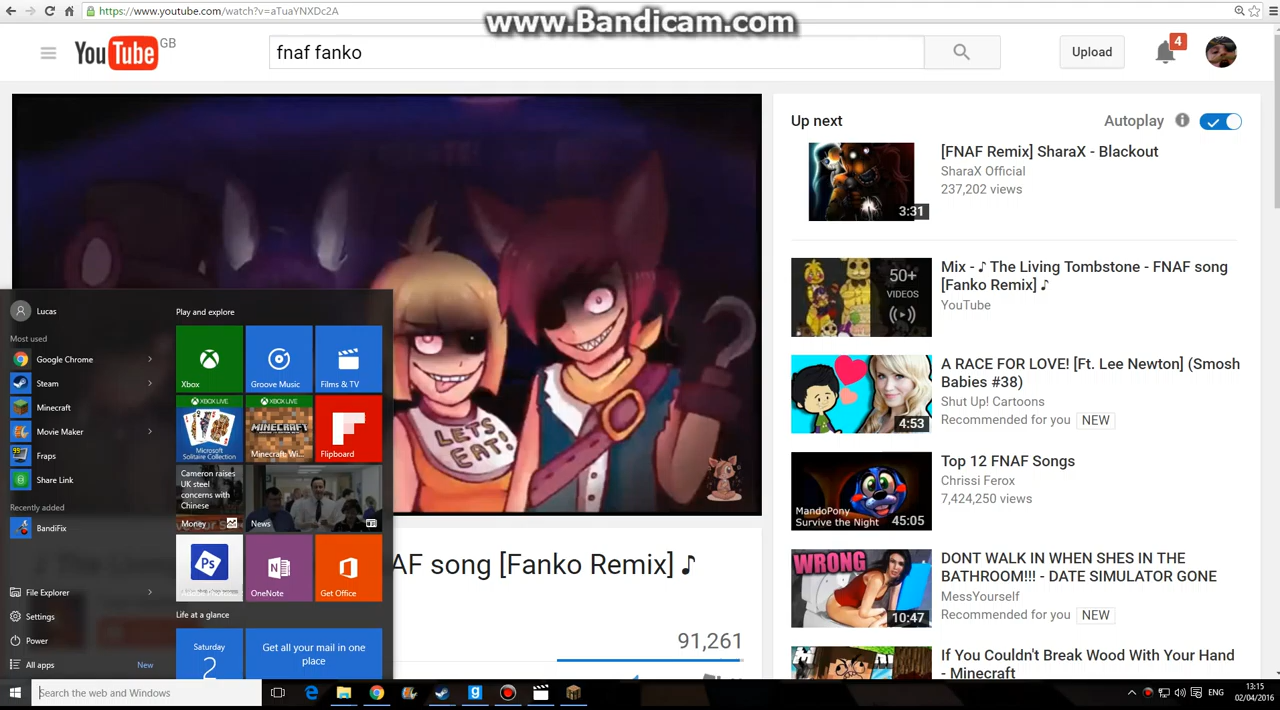 https://www.youtube.com/watch?v=aTuaYNXDc2A
www.Bandicam.com
YouTube GB
fnaf fanko
Upload
4
LETS
EAT!
AF song [Fanko Remix] ♪
91,261
Up next
Autoplay
[FNAF Remix] SharaX - Blackout
SharaX Official
237,202 views
3:31
50+
VIDEOS
Mix - ♪ The Living Tombstone - FNAF song
[Fanko Remix] ♪
YouTube
A RACE FOR LOVE! [Ft. Lee Newton] (Smosh
Babies #38)
Shut Up! Cartoons
Recommended for you NEW
4:53
Top 12 FNAF Songs
Chrissi Ferox
7,424,250 views
MandoPony
Survive the Night
45:05
WRONG
DONT WALK IN WHEN SHES IN THE
BATHROOM!!! - DATE SIMULATOR GONE
MessYourself
Recommended for you NEW
10:47
If You Couldn't Break Wood With Your Hand
- Minecraft
Lucas
Most used
Google Chrome
Steam
Minecraft
Movie Maker
Fraps
Share Link
Recently added
BandiFix
File Explorer
Settings
Power
All apps New
Play and explore
Xbox
Groove Music
Films & TV
XBOX LIVE
Microsoft
Solitaire Collection
XBOX LIVE
MINECRAFT
Minecraft: Wi...
Flipboard
Cameron raises
UK steel
concerns with
Chinese
Money
News
Ps
OneNote
Get Office
Life at a glance
Saturday
2
Get all your mail in one
place
Search the web and Windows
ENG
13:15
02/04/2016